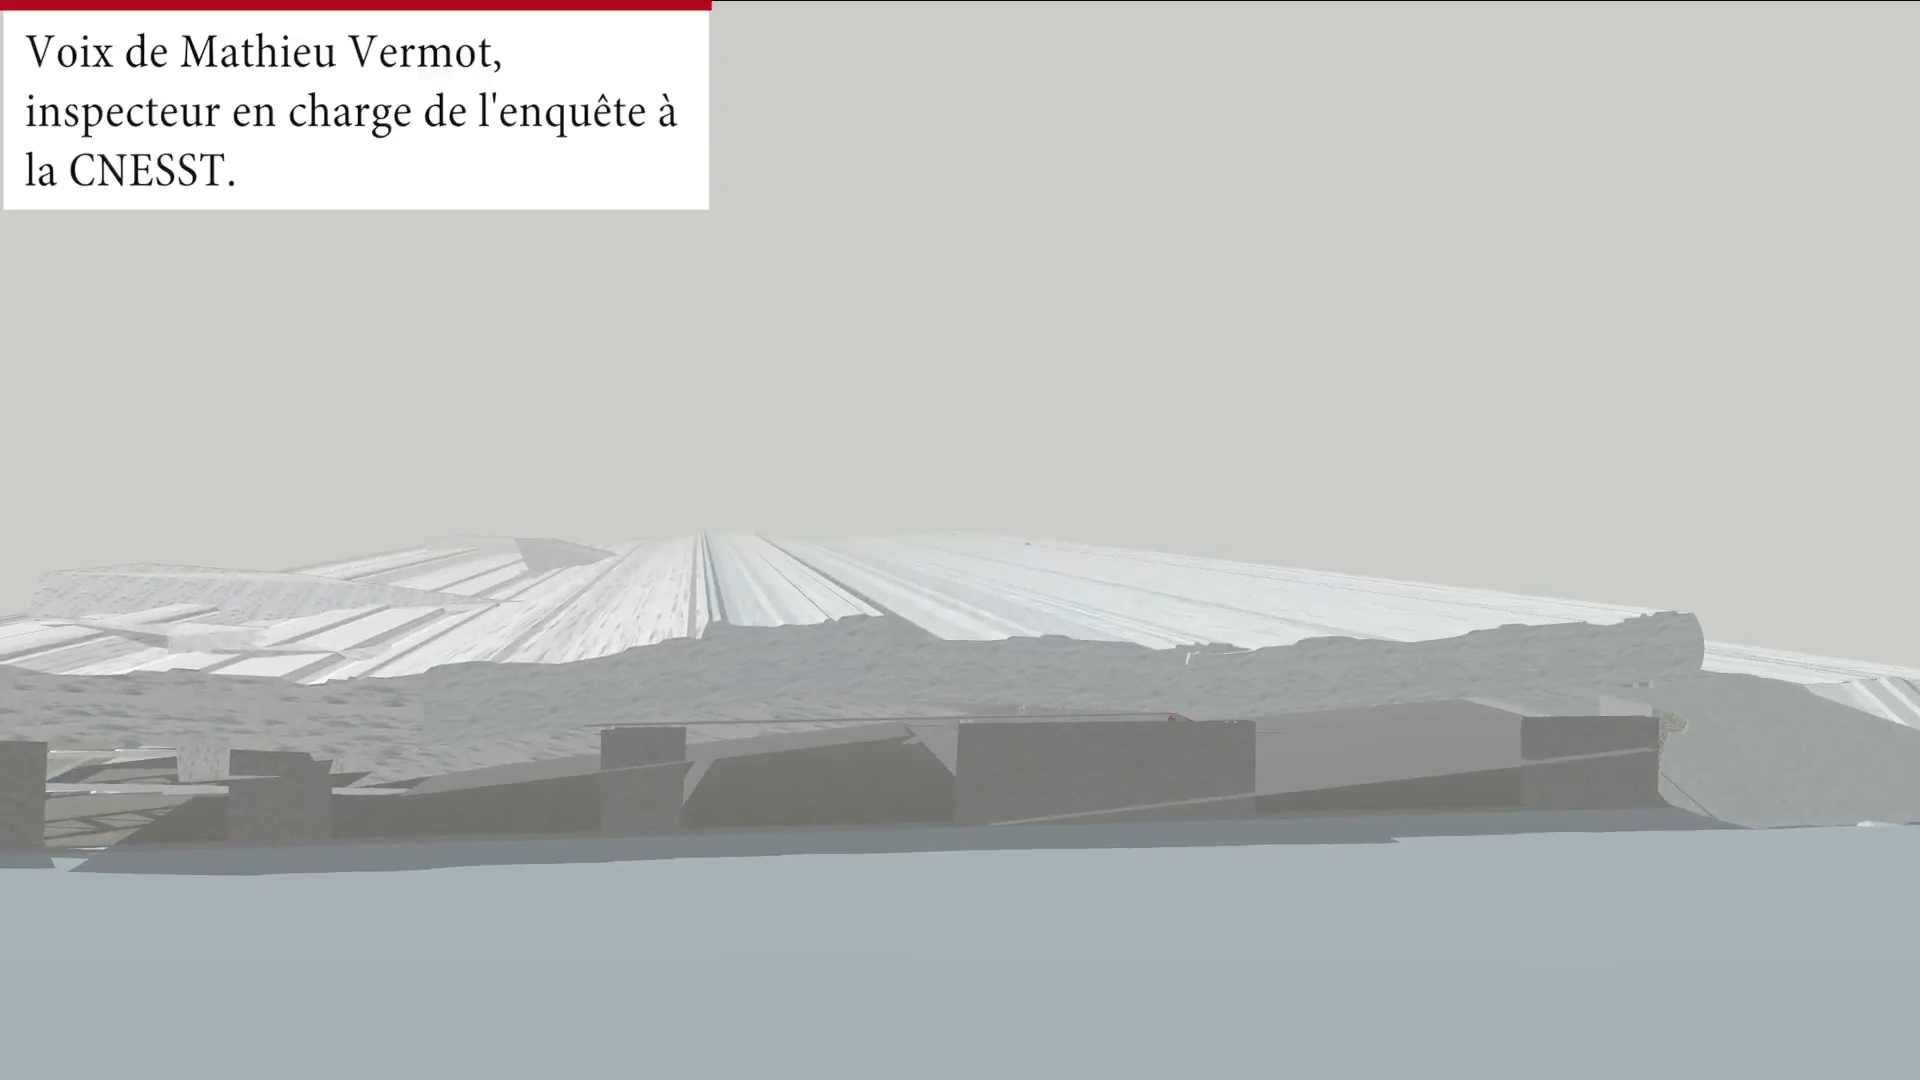 Voix de Mathieu Vermot,
inspecteur en charge de l'enquête à
la CNESST.